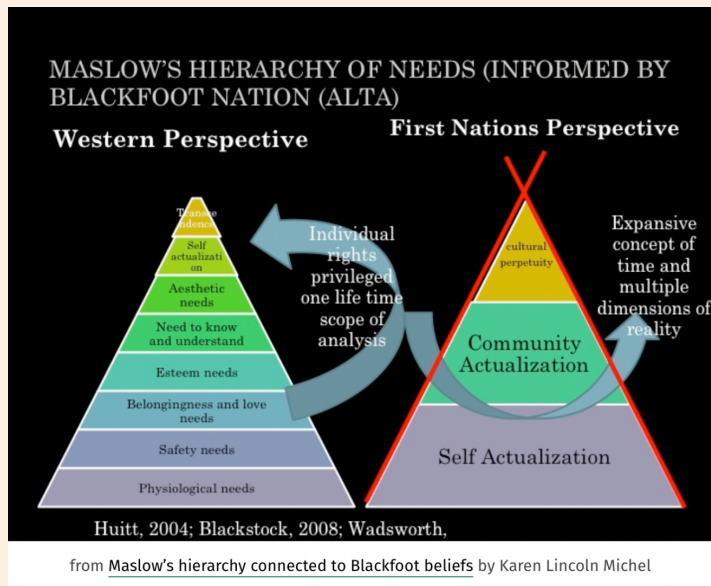 MASLOW'S HIERARCHY OF NEEDS (INFORMED BY
BLACKFOOT NATION (ALTA)
Western Perspective
First Nations Perspective
Transce
ndence
Self
actualizati
on
Aesthetic
needs
Need to know
and understand
Esteem needs
Belongingness and love
needs
Safety needs
Physiological needs
Individual
rights
privileged
one life time
scope of
analysis
cultural
perpetuity
Community
Actualization
Self Actualization
Expansive
concept of
time and
multiple
dimensions of
reality
Huitt, 2004; Blackstock, 2008; Wadsworth,
from Maslow's hierarchy connected to Blackfoot beliefs by Karen Lincoln Michel